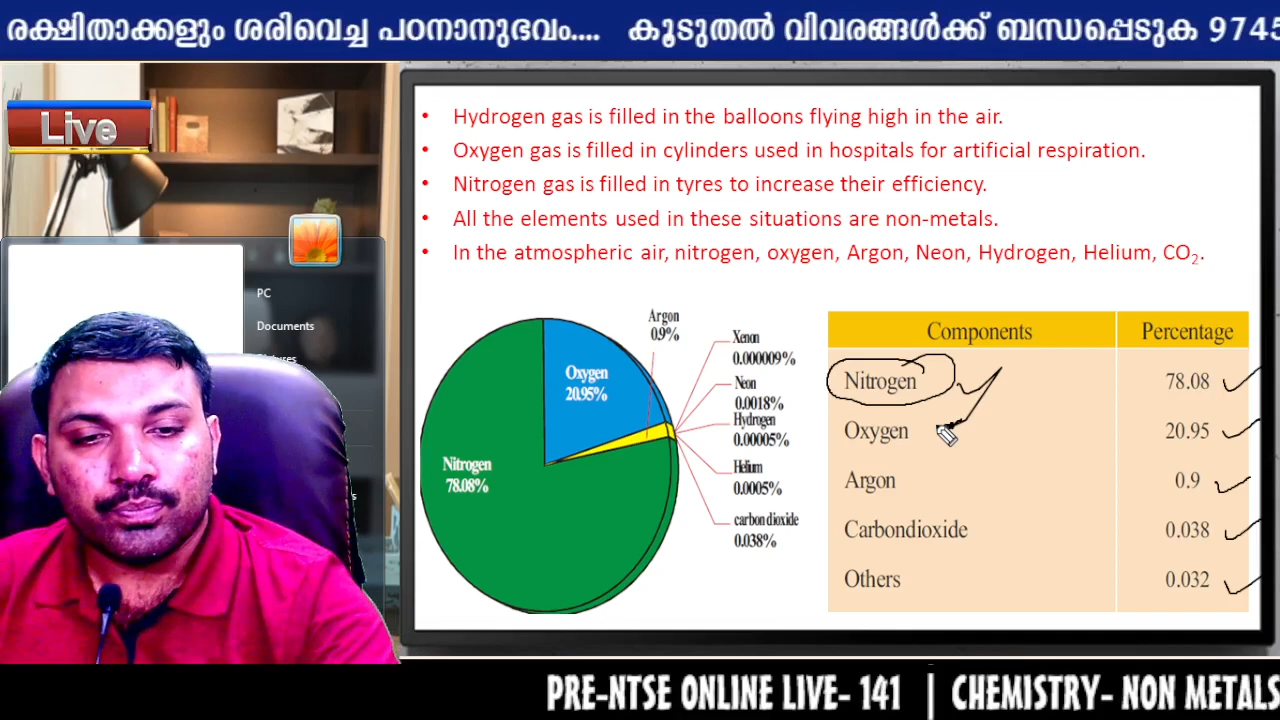 രക്ഷിതാക്കളും ശരിവെച്ച പഠനാനുഭവം.... കൂടുതൽ വിവരങ്ങൾക്ക് ബന്ധപ്പെടുക 9745
Live
PC
Documents
• Hydrogen gas is filled in the balloons flying high in the air.
• Oxygen gas is filled in cylinders used in hospitals for artificial respiration.
• Nitrogen gas is filled in tyres to increase their efficiency.
• All the elements used in these situations are non-metals.
• In the atmospheric air, nitrogen, oxygen, Argon, Neon, Hydrogen, Helium, CO₂.
Argon
0.9%
Oxygen
20.95%
Nitrogen
78.08%
Xenon
0.000009%
Neon
0.0018%
Hydrogen
0.00005%
Helium
0.0005%
carbon dioxide
0.038%
Components Percentage
Nitrogen 78.08
Oxygen 20.95
Argon 0.9
Carbondioxide 0.038
Others 0.032
PRE-NTSE ONLINE LIVE- 141 | CHEMISTRY- NON METALS